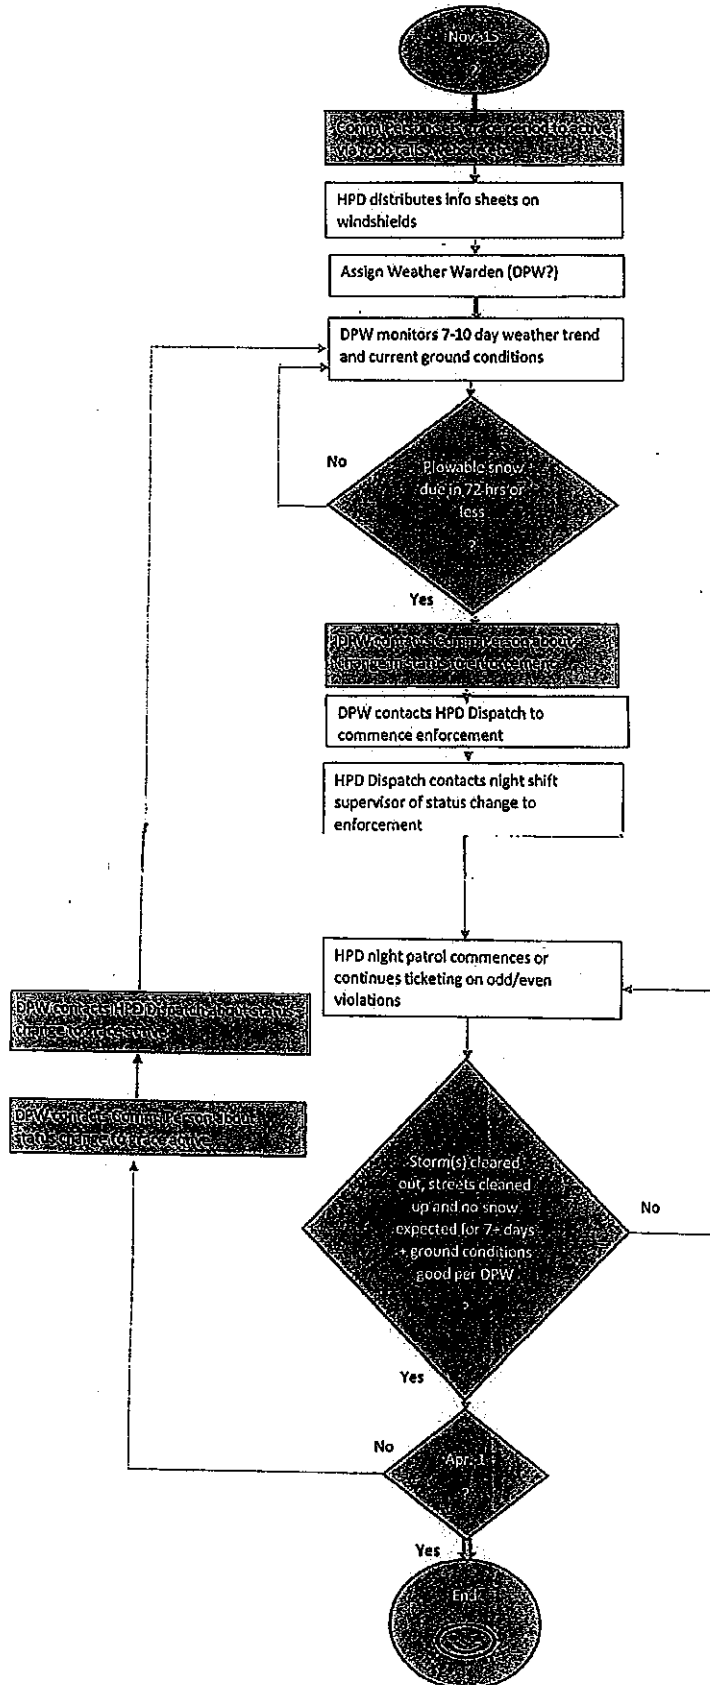 Nov. 15
?
Comm Person sets grace period to active
via robo calls, website etc
HPD distributes info sheets on
windshields
Assign Weather Warden (DPW?)
DPW monitors 7-10 day weather trend
and current ground conditions
No
Plowable snow
due in 72 hrs or
less
?
Yes
DPW contacts Comm Person about
change in status to enforcement
DPW contacts HPD Dispatch to
commence enforcement
HPD Dispatch contacts night shift
supervisor of status change to
enforcement
HPD night patrol commences or
continues ticketing on odd/even
violations
DPW contacts HPD Dispatch about status
change to grace active
DPW contacts Comm Person about
status change to grace active
Storm(s) cleared
out, streets cleaned
up and no snow
expected for 7+ days
+ ground conditions
good per DPW
?
No
Yes
No
Apr. 1
?
Yes
End